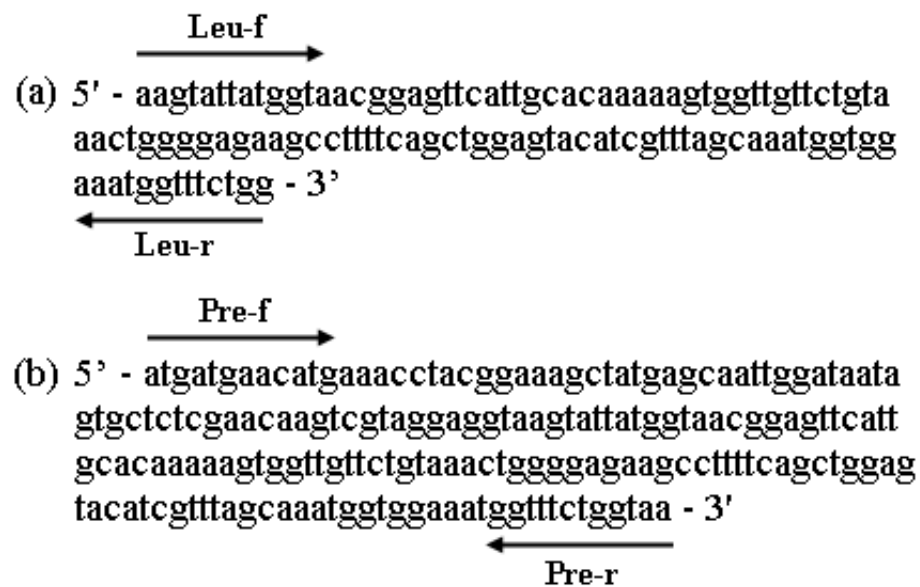 Leu-f
(a) 5' - aagtattatggtaacggagttcattgcacaaaaagtggttgttctgta
aactggggagaagccttttcagctggagtacatcgtttagcaaatggtgg
aaatggtttctgg - 3’
Leu-r
Pre-f
(b) 5’ - atgatgaacatgaaacctacggaaagctatgagcaattggataata
gtgctctcgaacaagtcgtaggaggtaagtattatggtaacggagttcatt
gcacaaaaagtggttgttctgtaaactggggagaagccttttcagctggag
tacatcgtttagcaaatggtggaaatggtttctggtaa - 3'
Pre-r